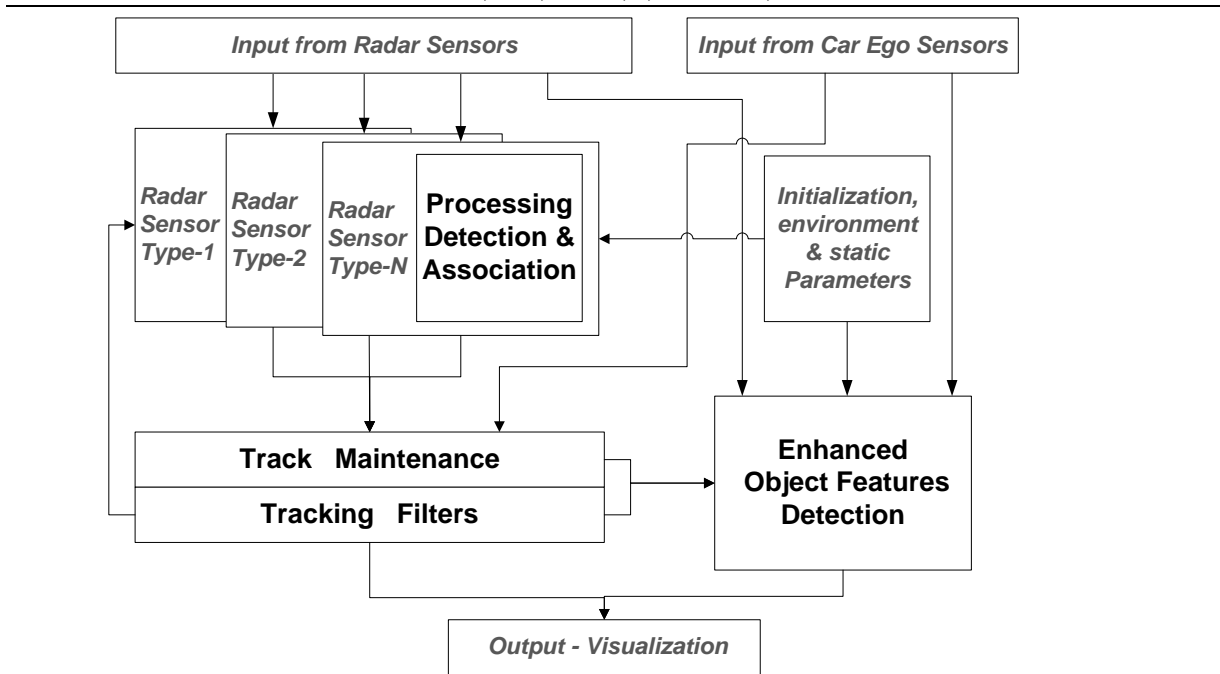 Input from Radar Sensors
Input from Car Ego Sensors
Radar
Sensor
Type-1
Radar
Sensor
Type-2
Radar
Sensor
Type-N
Processing
Detection &
Association
Initialization,
environment
& static
Parameters
Track Maintenance
Tracking Filters
Enhanced
Object Features
Detection
Output - Visualization